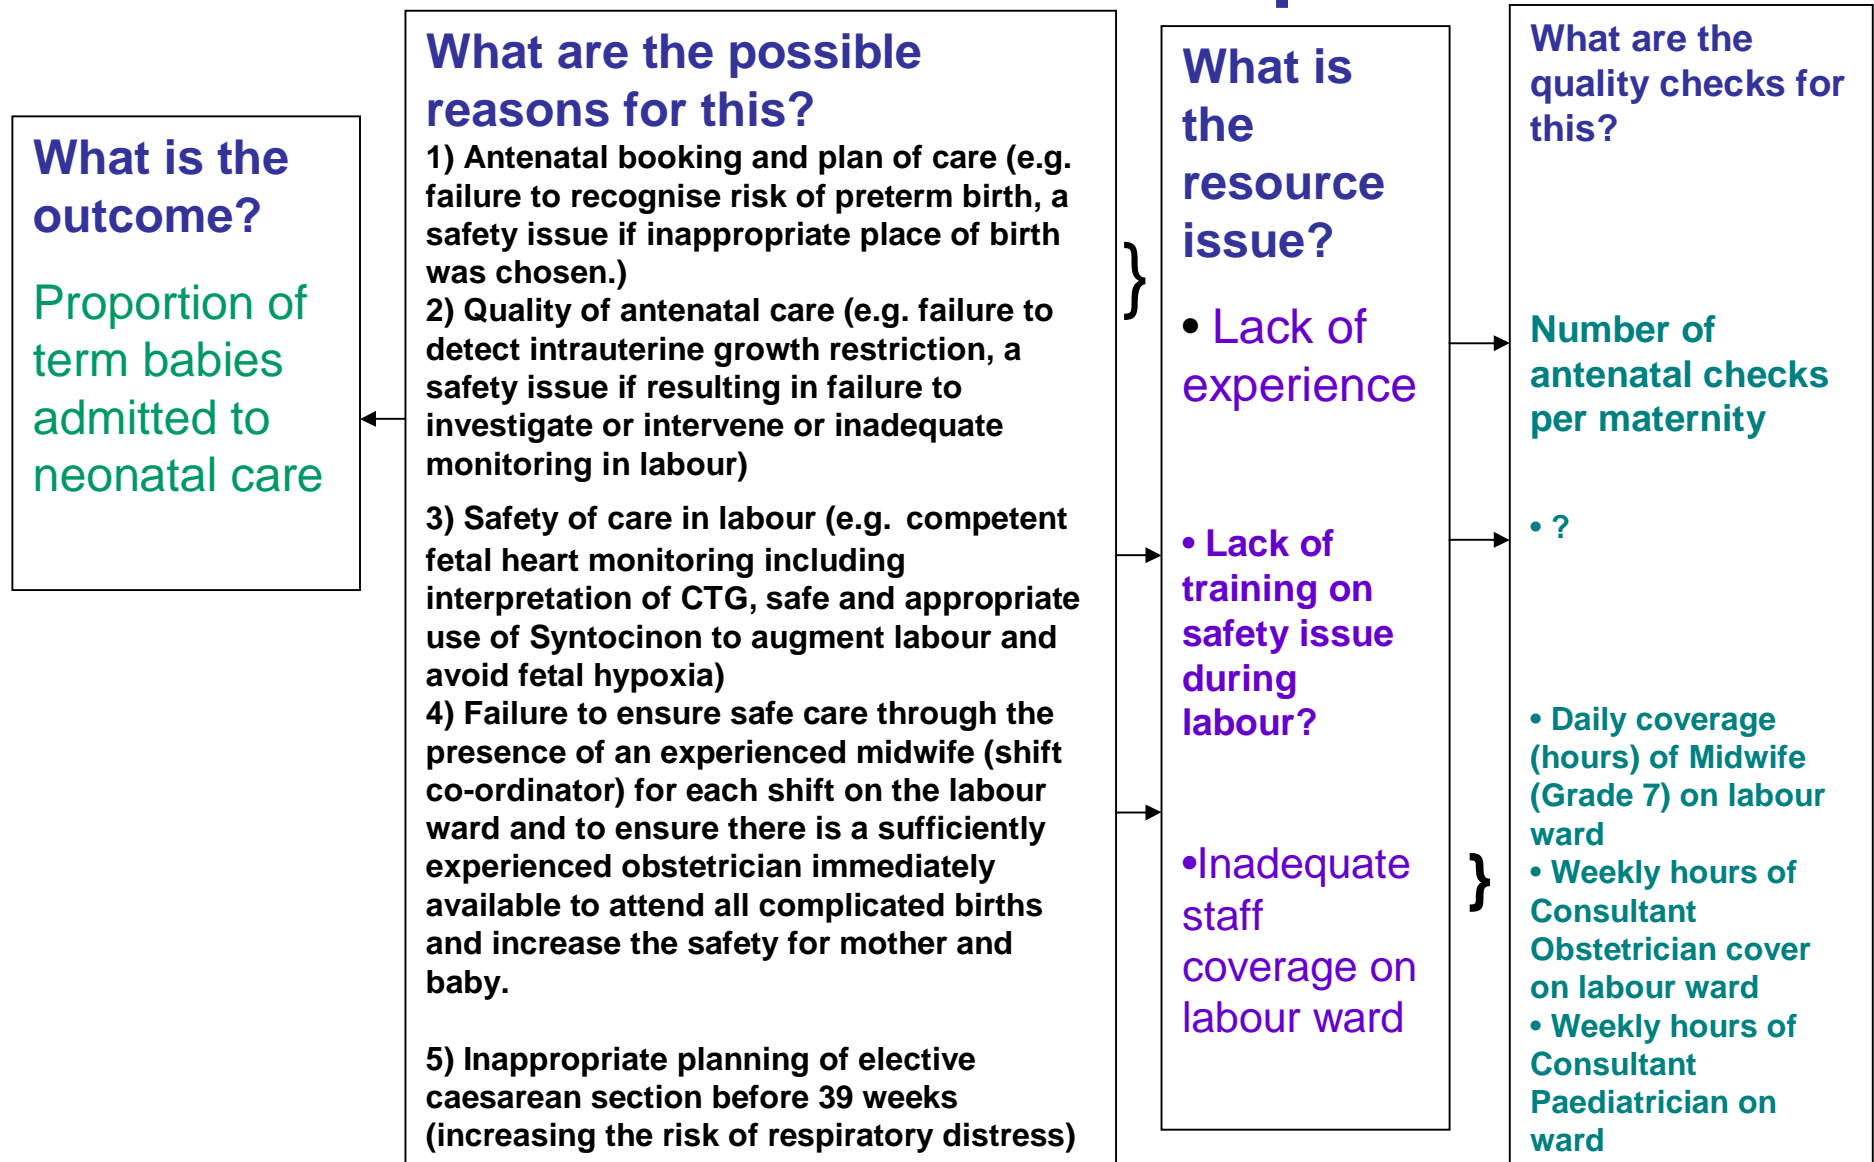 What is the
outcome?
Proportion of
term babies
admitted to
neonatal care
What are the possible
reasons for this?
1) Antenatal booking and plan of care (e.g.
failure to recognise risk of preterm birth, a
safety issue if inappropriate place of birth
was chosen.)
2) Quality of antenatal care (e.g. failure to
detect intrauterine growth restriction, a
safety issue if resulting in failure to
investigate or intervene or inadequate
monitoring in labour)
3) Safety of care in labour (e.g. competent
fetal heart monitoring including
interpretation of CTG, safe and appropriate
use of Syntocinon to augment labour and
avoid fetal hypoxia)
4) Failure to ensure safe care through the
presence of an experienced midwife (shift
co-ordinator) for each shift on the labour
ward and to ensure there is a sufficiently
experienced obstetrician immediately
available to attend all complicated births
and increase the safety for mother and
baby.
5) Inappropriate planning of elective
caesarean section before 39 weeks
(increasing the risk of respiratory distress)
}
What is
the
resource
issue?
• Lack of
experience
• Lack of
training on
safety issue
during
labour?
•Inadequate
staff
coverage on
labour ward
}
What are the
quality checks for
this?
Number of
antenatal checks
per maternity
• ?
• Daily coverage
(hours) of Midwife
(Grade 7) on labour
ward
• Weekly hours of
Consultant
Obstetrician cover
on labour ward
• Weekly hours of
Consultant
Paediatrician on
ward